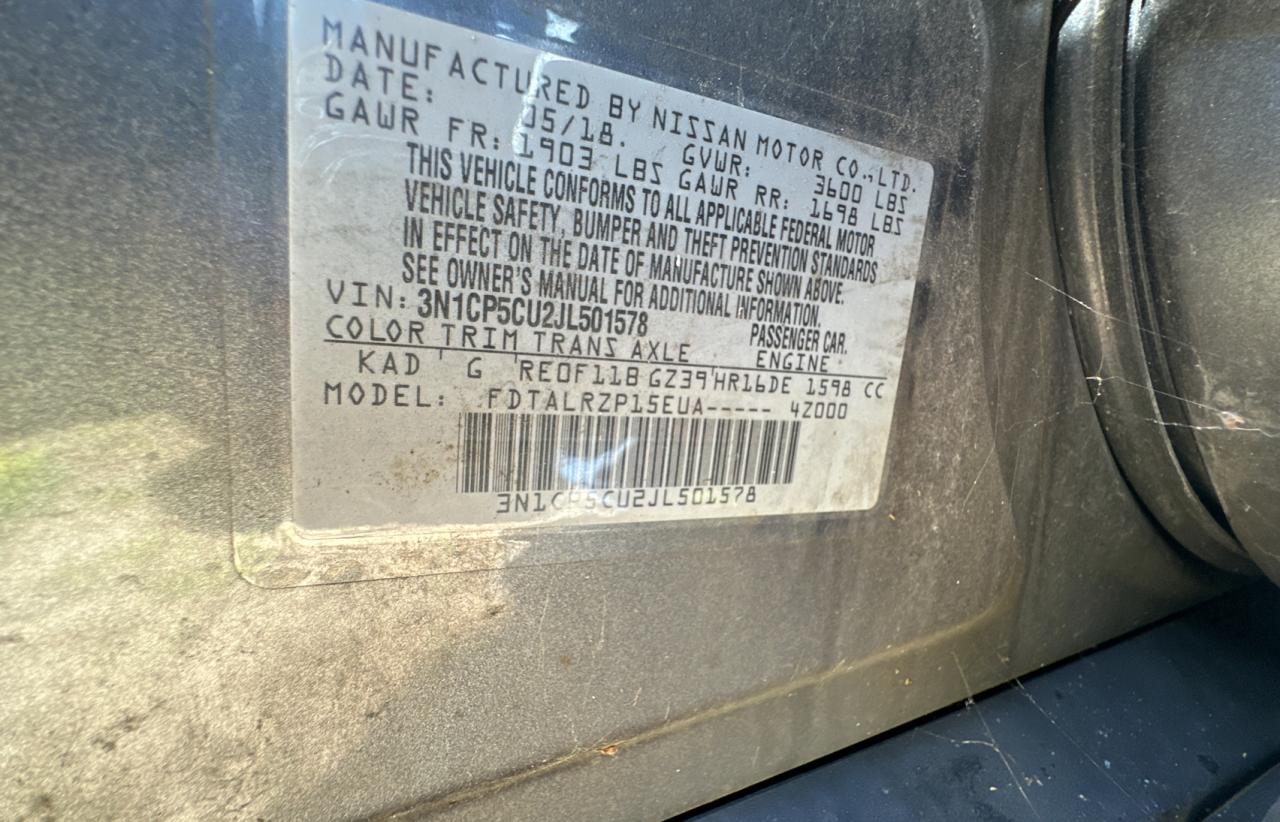 MANUFACTURED BY NISSAN MOTOR CO.,LTD.
DATE: 05/18. GVWR: 3600 LBS
GAWR FR: 1903 LBS GAWR RR: 1698 LBS
THIS VEHICLE CONFORMS TO ALL APPLICABLE FEDERAL MOTOR
VEHICLE SAFETY, BUMPER AND THEFT PREVENTION STANDARDS
IN EFFECT ON THE DATE OF MANUFACTURE SHOWN ABOVE.
SEE OWNER'S MANUAL FOR ADDITIONAL INFORMATION.
VIN: 3N1CP5CU2JL501578 PASSENGER CAR.
COLOR TRIM TRANS AXLE ENGINE
KAD G RE0F11B GZ39 HR16DE 1598 CC
MODEL: FDTALRZP15EUA----- 4Z000
3N1CP5CU2JL501578